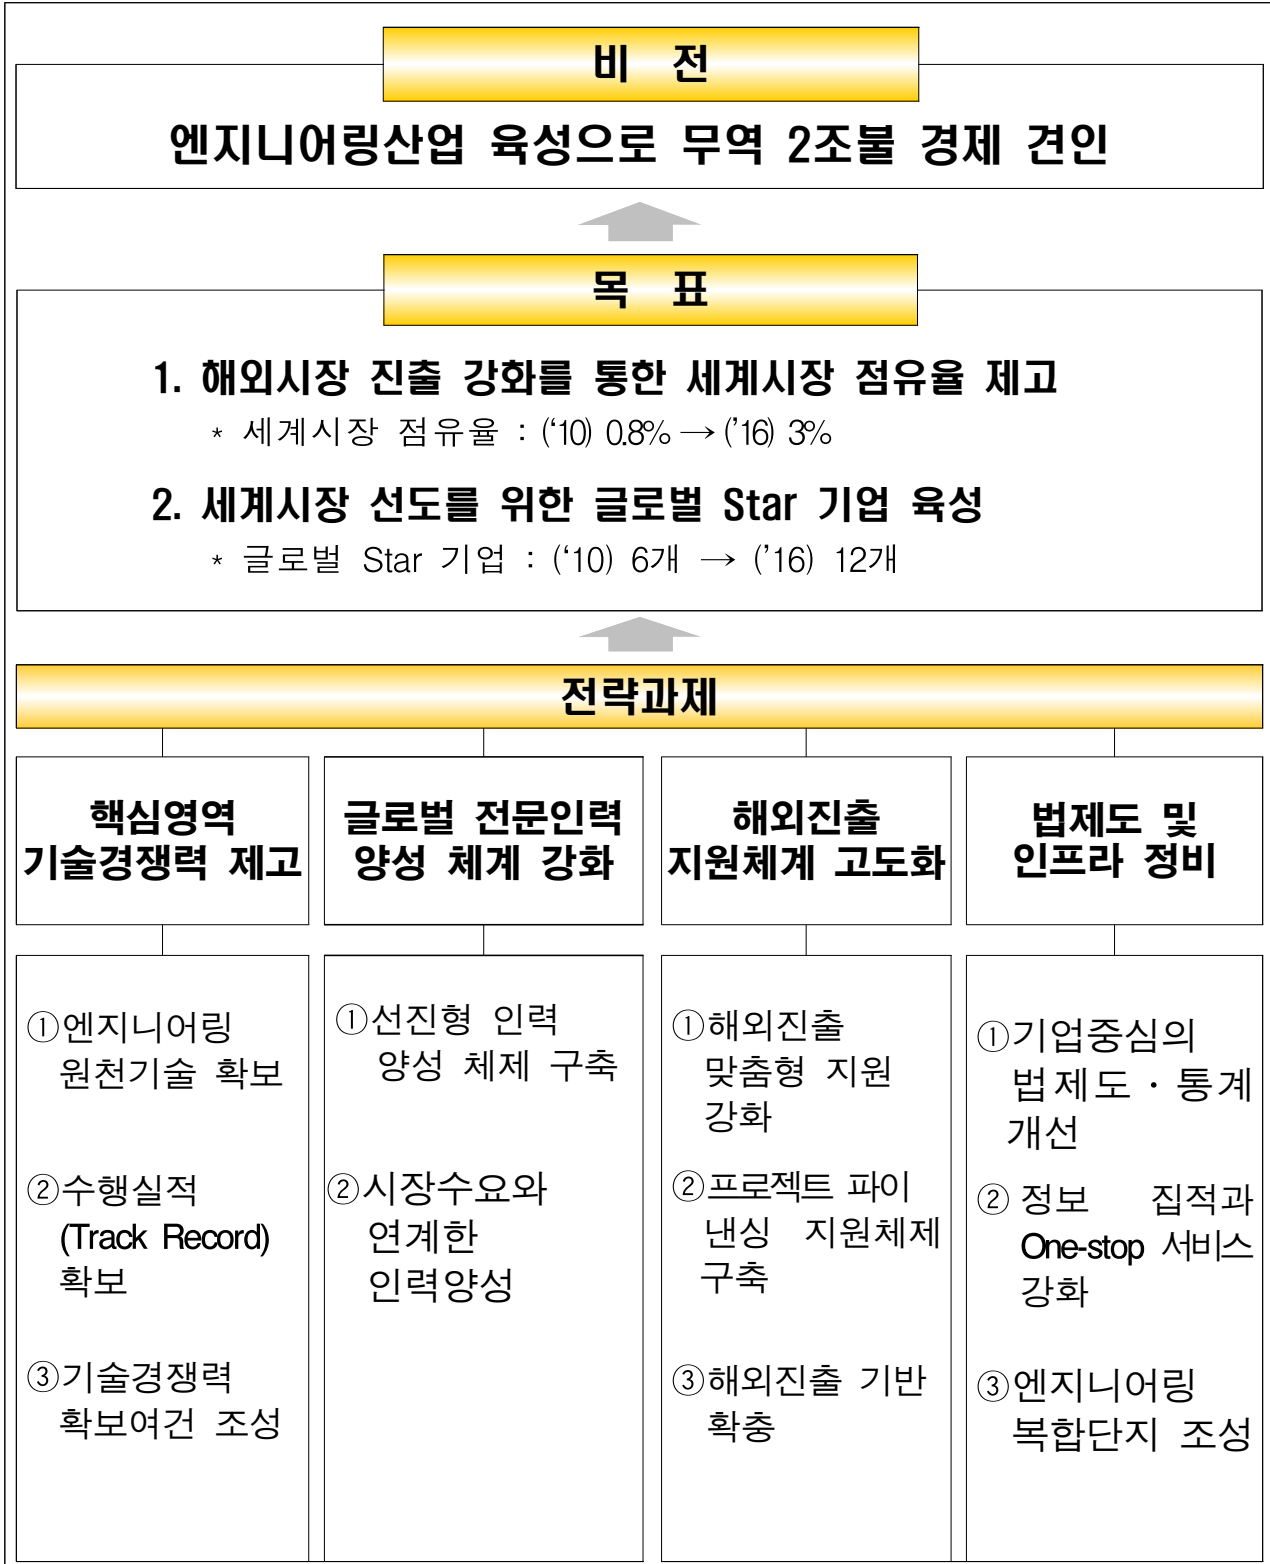 비 전
엔지니어링산업 육성으로 무역 2조불 경제 견인
목 표
1. 해외시장 진출 강화를 통한 세계시장 점유율 제고
* 세계시장 점유율 : (‘10) 0.8% → (’16) 3%
2. 세계시장 선도를 위한 글로벌 Star 기업 육성
* 글로벌 Star 기업 : (‘10) 6개 → (’16) 12개
전략과제
핵심영역
기술경쟁력 제고
①엔지니어링
원천기술 확보
②수행실적
(Track Record)
확보
③기술경쟁력
확보여건 조성
글로벌 전문인력
양성 체계 강화
①선진형 인력
양성 체제 구축
②시장수요와
연계한
인력양성
해외진출
지원체계 고도화
①해외진출
맞춤형 지원
강화
②프로젝트 파이
낸싱 지원체제
구축
③해외진출 기반
확충
법제도 및
인프라 정비
①기업중심의
법제도 · 통계
개선
② 정보 집적과
One-stop 서비스
강화
③엔지니어링
복합단지 조성